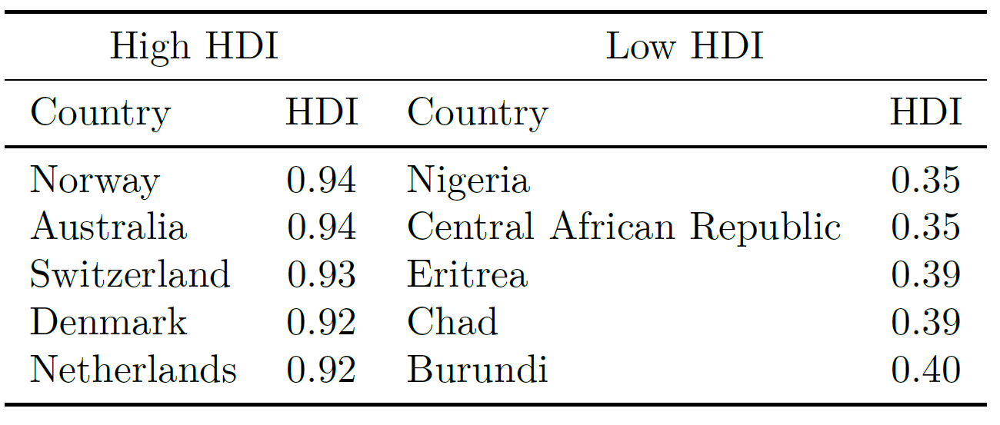 High HDI Low HDI
Country HDI Country HDI
Norway 0.94 Nigeria 0.35
Australia 0.94 Central African Republic 0.35
Switzerland 0.93 Eritrea 0.39
Denmark 0.92 Chad 0.39
Netherlands 0.92 Burundi 0.40